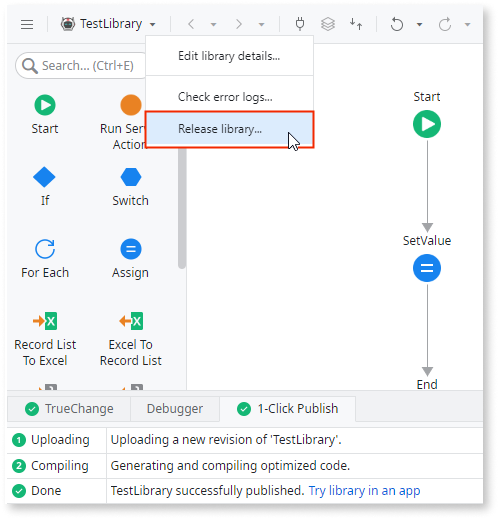 TestLibrary
Edit library details...
Check error logs...
Release library...
Search... (Ctrl+E)
Start
Run Serv
Action
If
Switch
For Each
Assign
Record List
To Excel
Excel To
Record List
Start
SetValue
End
TrueChange
Debugger
1-Click Publish
1 Uploading
Uploading a new revision of 'TestLibrary'.
2 Compiling
Generating and compiling optimized code.
Done
TestLibrary successfully published. Try library in an app